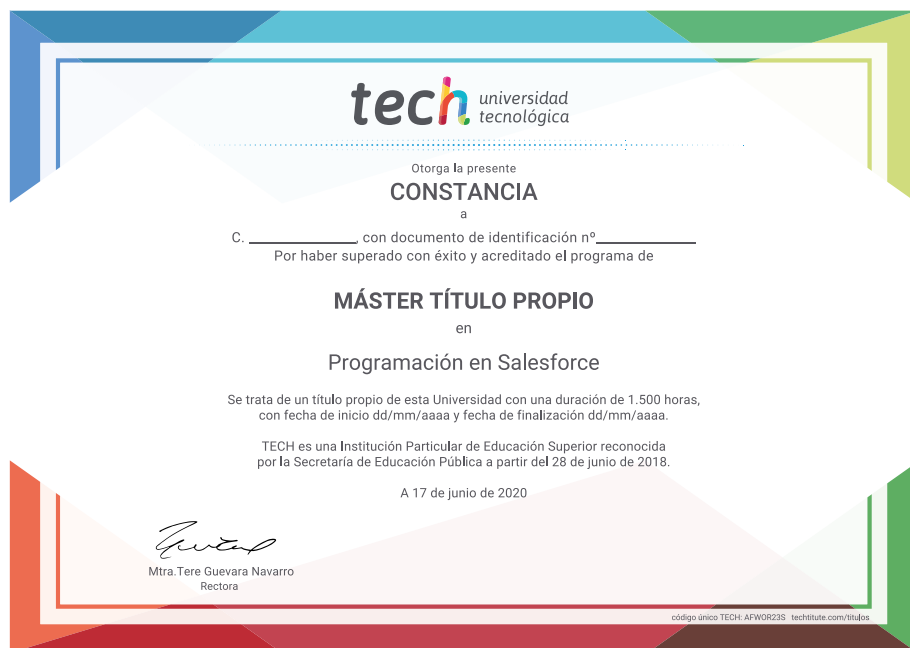 tech universidad
tecnológica
Otorga la presente
CONSTANCIA
a
C. ____________, con documento de identificación nº____________
Por haber superado con éxito y acreditado el programa de
MÁSTER TÍTULO PROPIO
en
Programación en Salesforce
Se trata de un título propio de esta Universidad con una duración de 1.500 horas,
con fecha de inicio dd/mm/aaaa y fecha de finalización dd/mm/aaaa.
TECH es una Institución Particular de Educación Superior reconocida
por la Secretaría de Educación Pública a partir del 28 de junio de 2018.
A 17 de junio de 2020
Mtra.Tere Guevara Navarro
Rectora
código único TECH: AFWOR23S techtitute.com/titulos